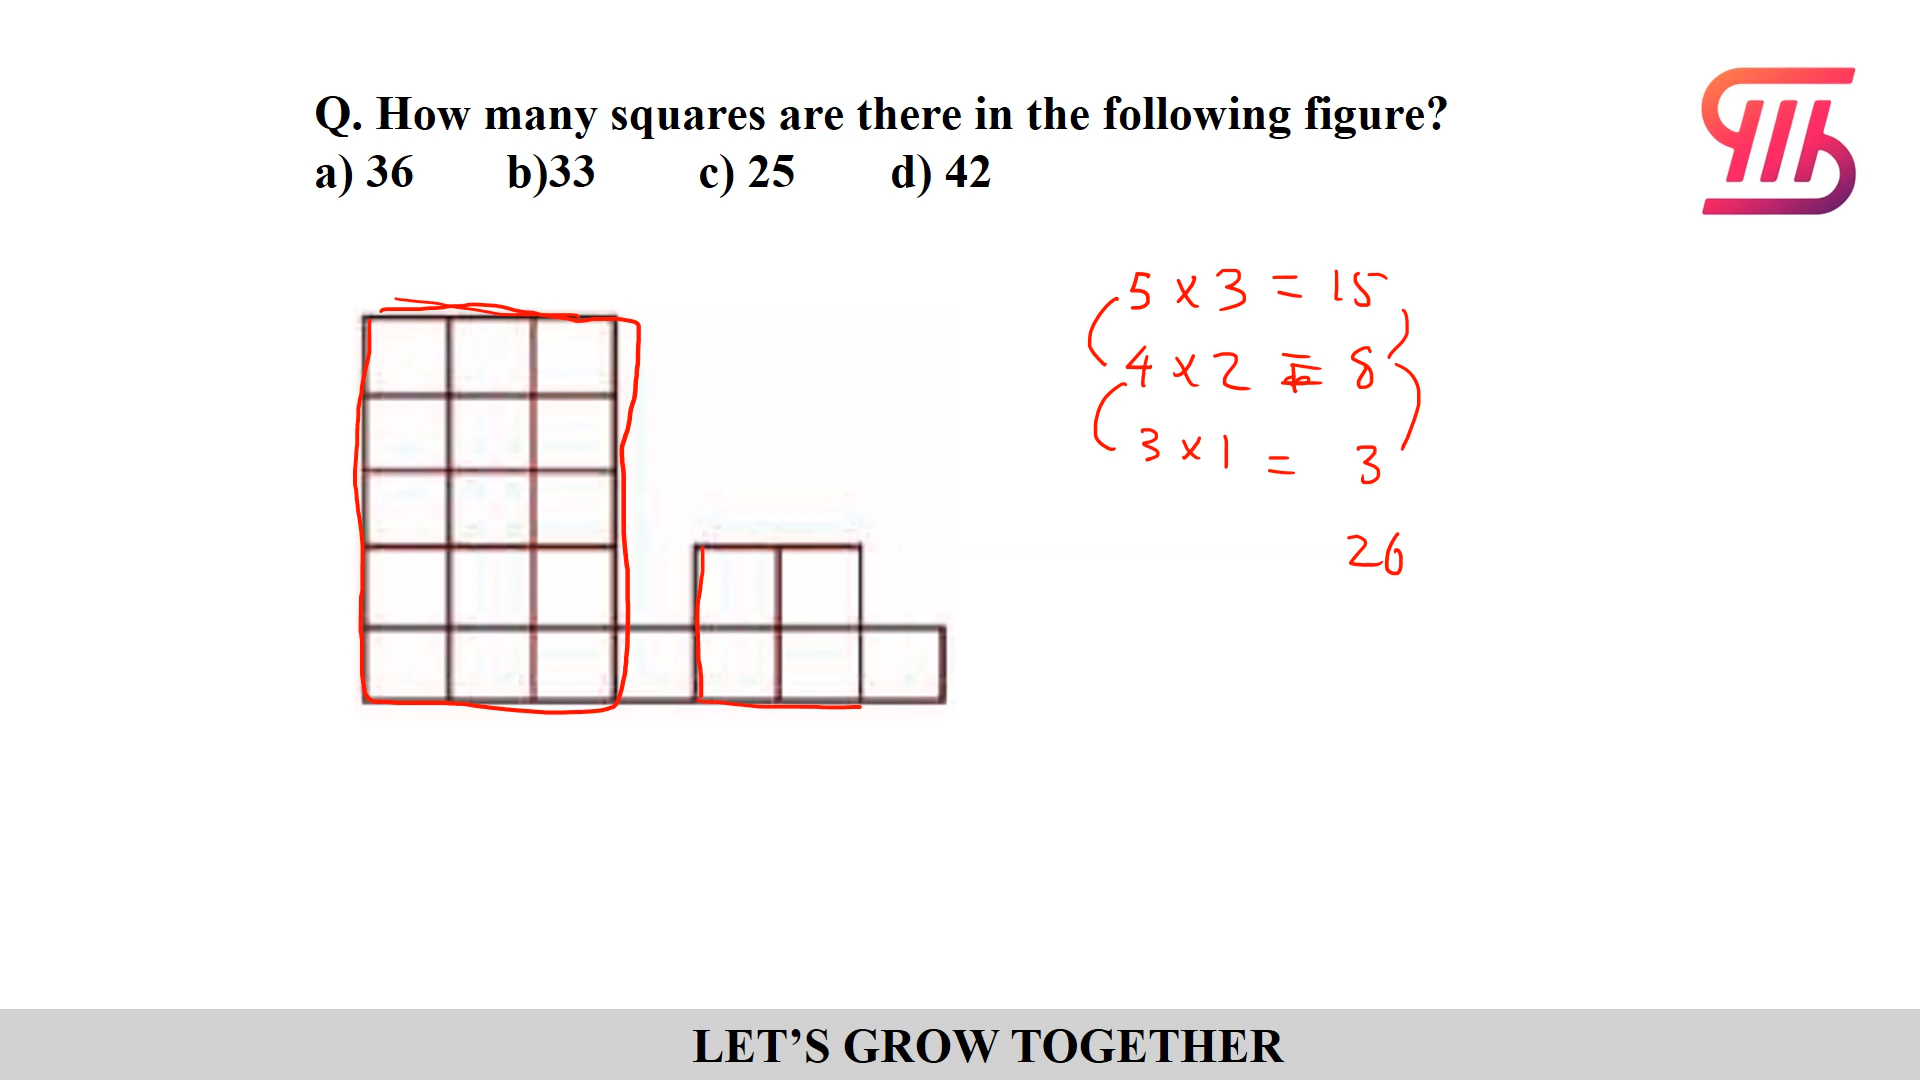 Q. How many squares are there in the following figure?
a) 36 b)33 c) 25 d) 42
5 × 3 = 15
4 × 2 = 8
3 × 1 = 3
26
LET’S GROW TOGETHER